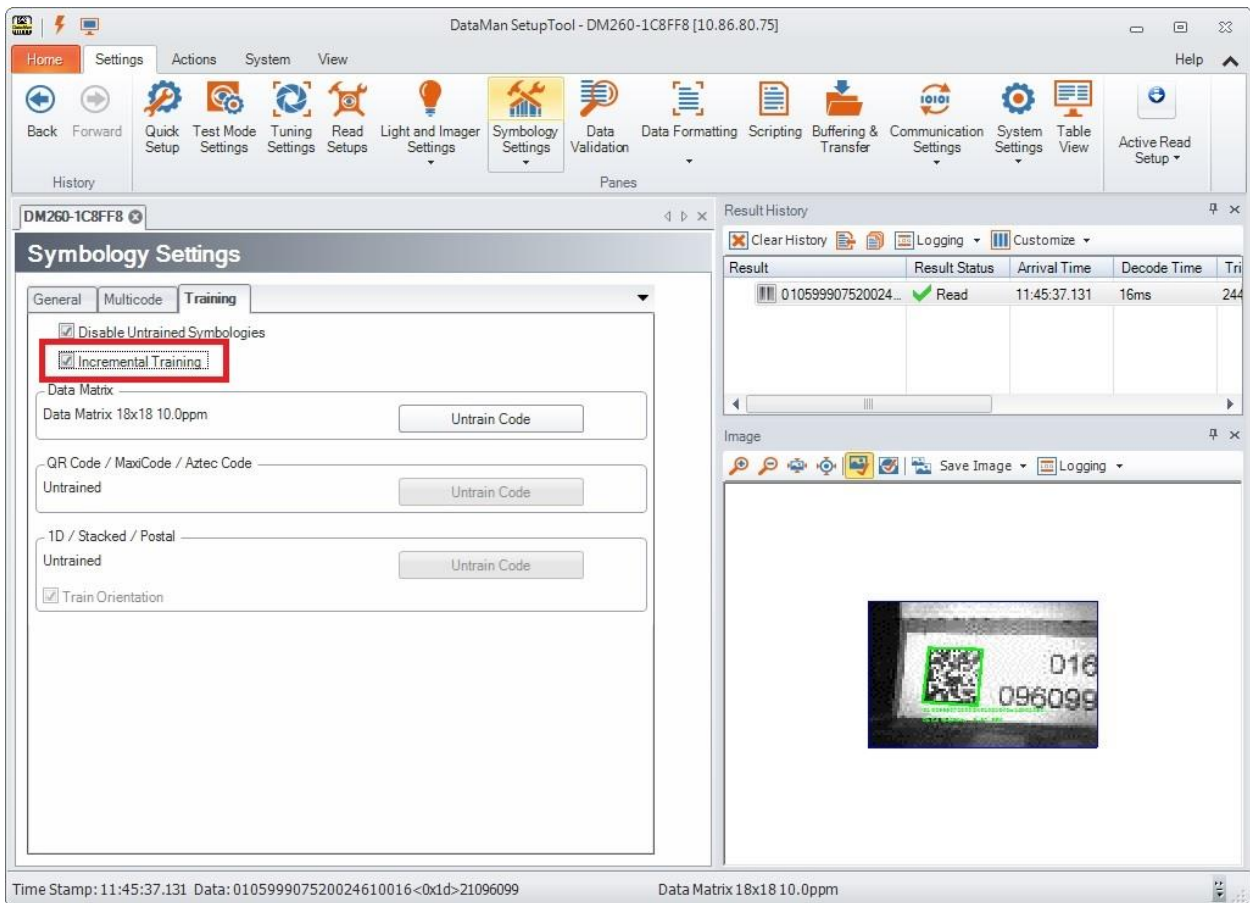 DataMan SetupTool - DM260-1C8FF8 [10.86.80.75]
Home Settings Actions System View Help
Back Forward Quick Setup Test Mode Settings Tuning Settings Read Setups Light and Imager Settings Symbology Settings Data Validation Data Formatting Scripting Buffering & Transfer Communication Settings System Settings Table View Active Read Setup
History Panes
DM260-1C8FF8
Symbology Settings
General Multicode Training
Disable Untrained Symbologies
Incremental Training
Data Matrix
Data Matrix 18x18 10.0ppm Untrain Code
QR Code / MaxiCode / Aztec Code
Untrained Untrain Code
1D / Stacked / Postal
Untrained Untrain Code
Train Orientation
Result History
Clear History Logging Customize
Result Result Status Arrival Time Decode Time Tri
010599907520024... Read 11:45:37.131 16ms 244
Image
Save Image Logging
016
096099
Time Stamp: 11:45:37.131 Data: 010599907520024610016<0x1d>21096099 Data Matrix 18x18 10.0ppm